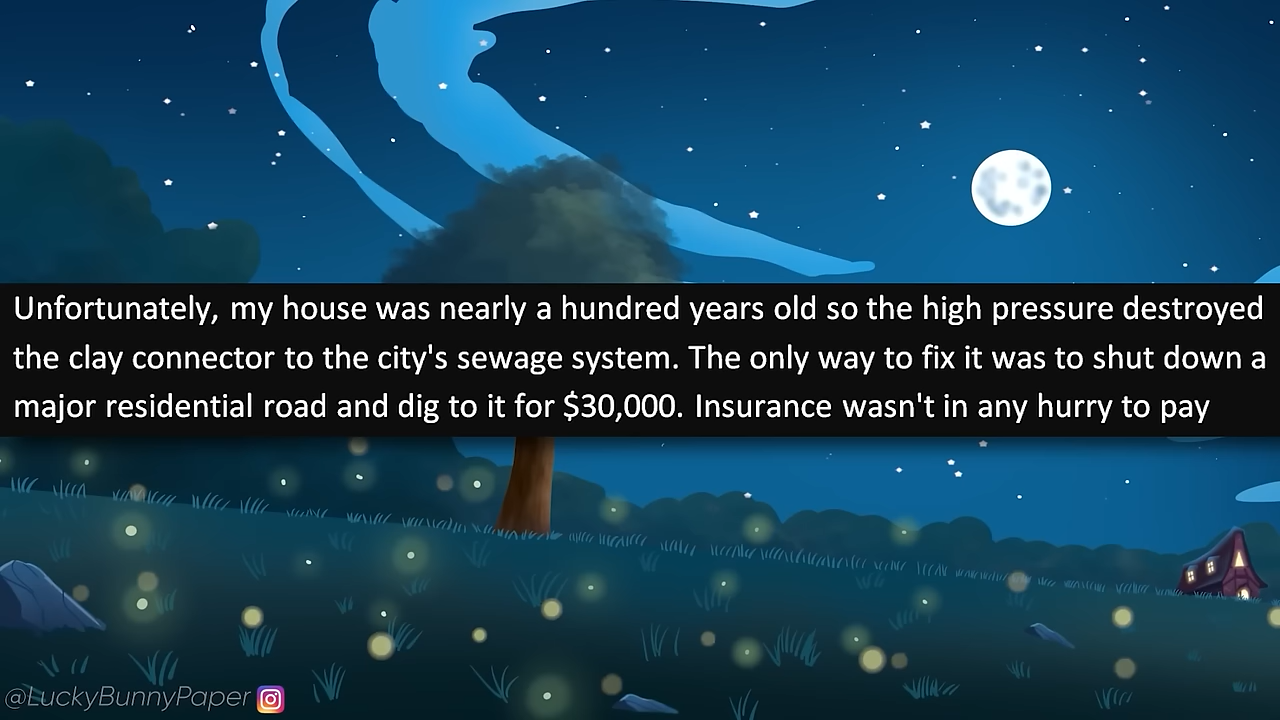 Unfortunately, my house was nearly a hundred years old so the high pressure destroyed
the clay connector to the city's sewage system. The only way to fix it was to shut down a
major residential road and dig to it for $30,000. Insurance wasn't in any hurry to pay
@LuckyBunnyPaper